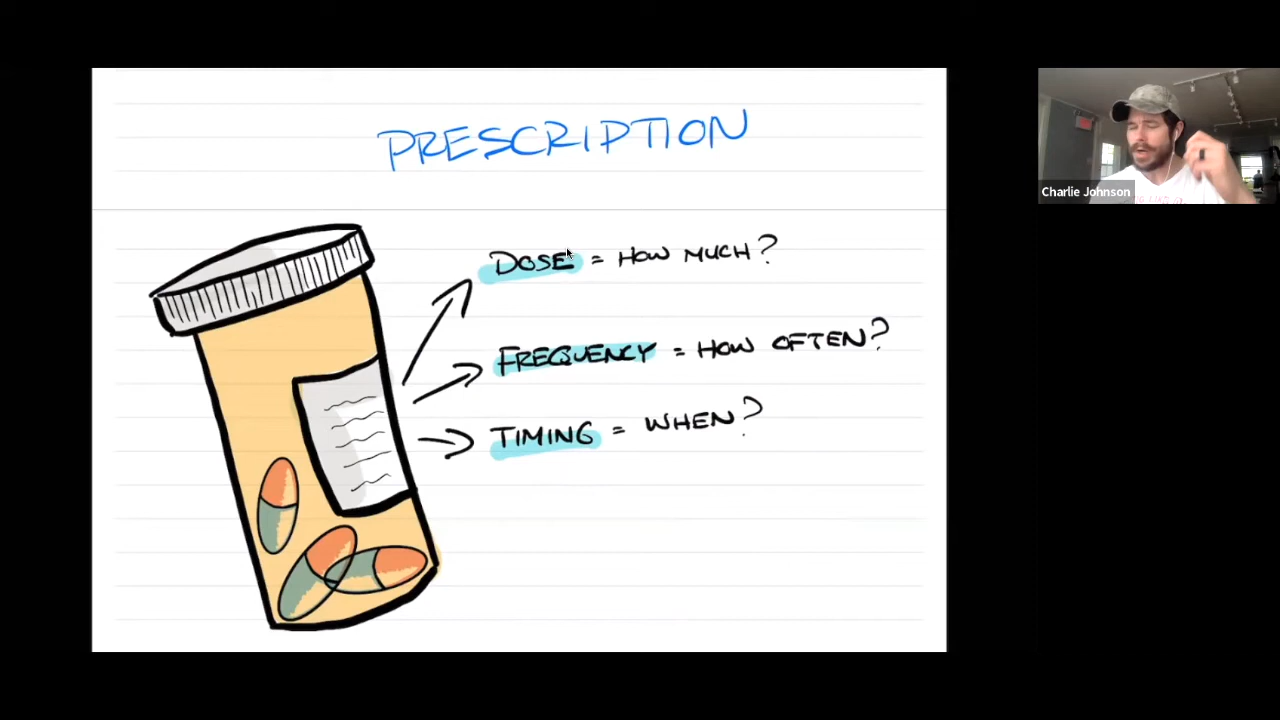 PRESCRIPTION
DOSE = HOW MUCH?
FREQUENCY = HOW OFTEN?
TIMING = WHEN?
Charlie Johnson